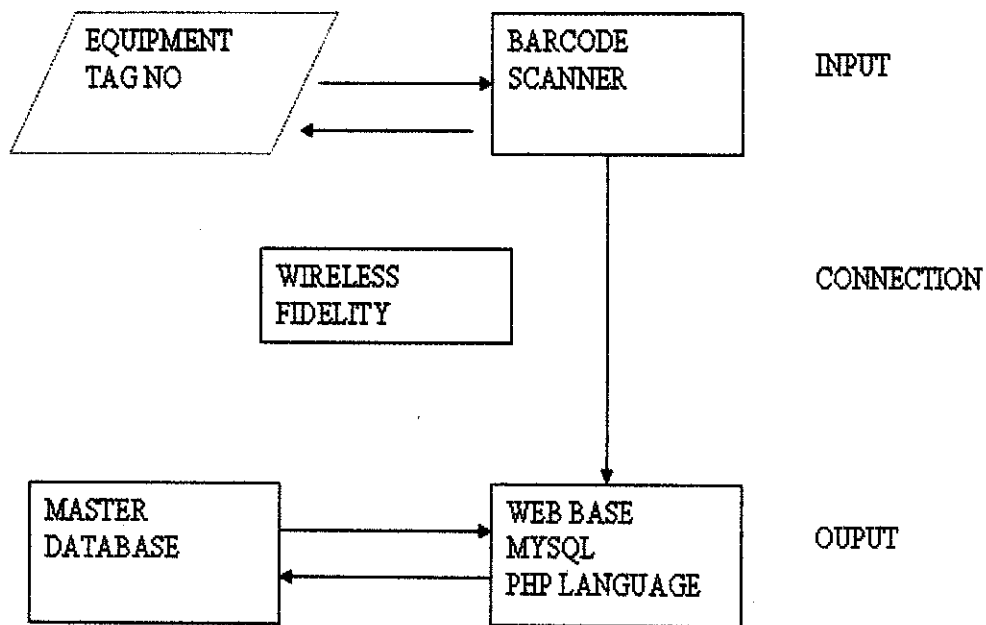 EQUIPMENT
TAG NO
BARCODE
SCANNER
INPUT
WIRELESS
FIDELITY
CONNECTION
MASTER
DATABASE
WEB BASE
MYSQL
PHP LANGUAGE
OUPUT